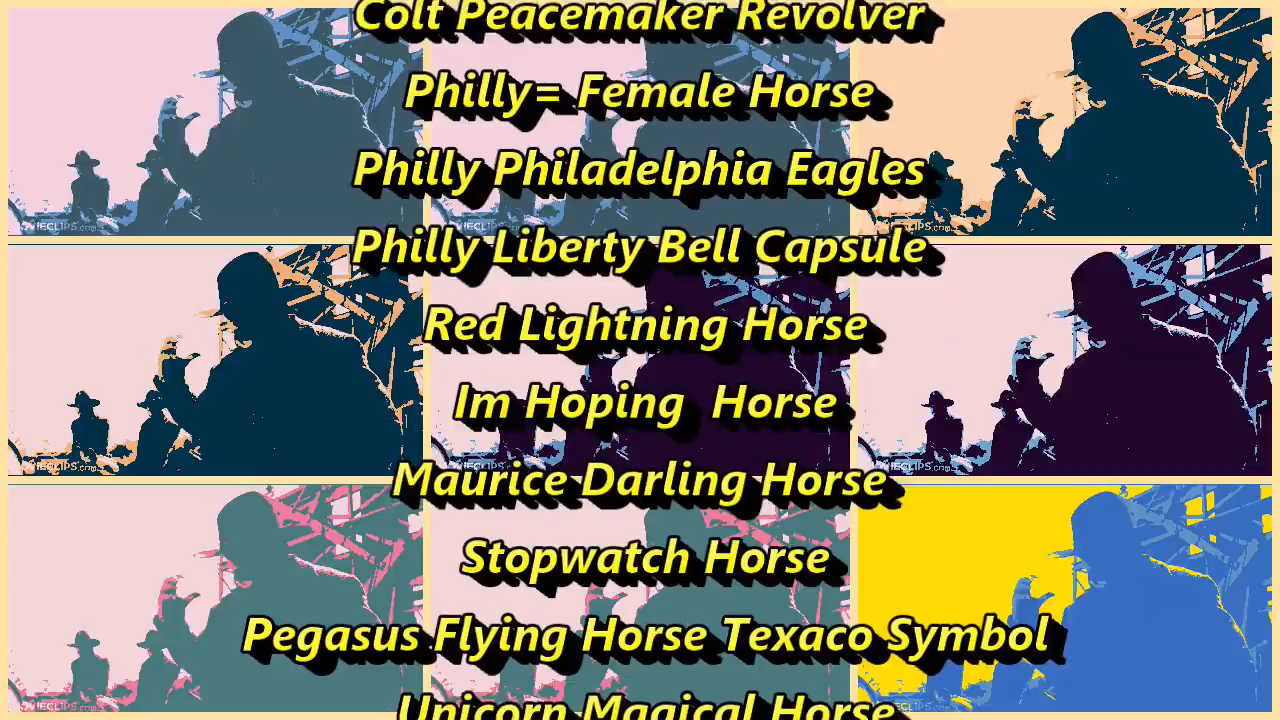 Colt Peacemaker Revolver
Philly= Female Horse
Philly Philadelphia Eagles
Philly Liberty Bell Capsule
Red Lightning Horse
Im Hoping  Horse
Maurice Darling Horse
Stopwatch Horse
Pegasus Flying Horse Texaco Symbol
Unicorn Magical Horse